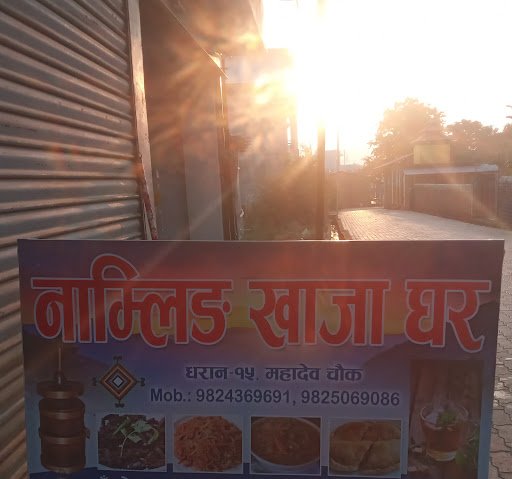 नाम्लिङ खाजा घर
धरान-१५, महादेव चौक
Mob.: 9824369691, 9825069086